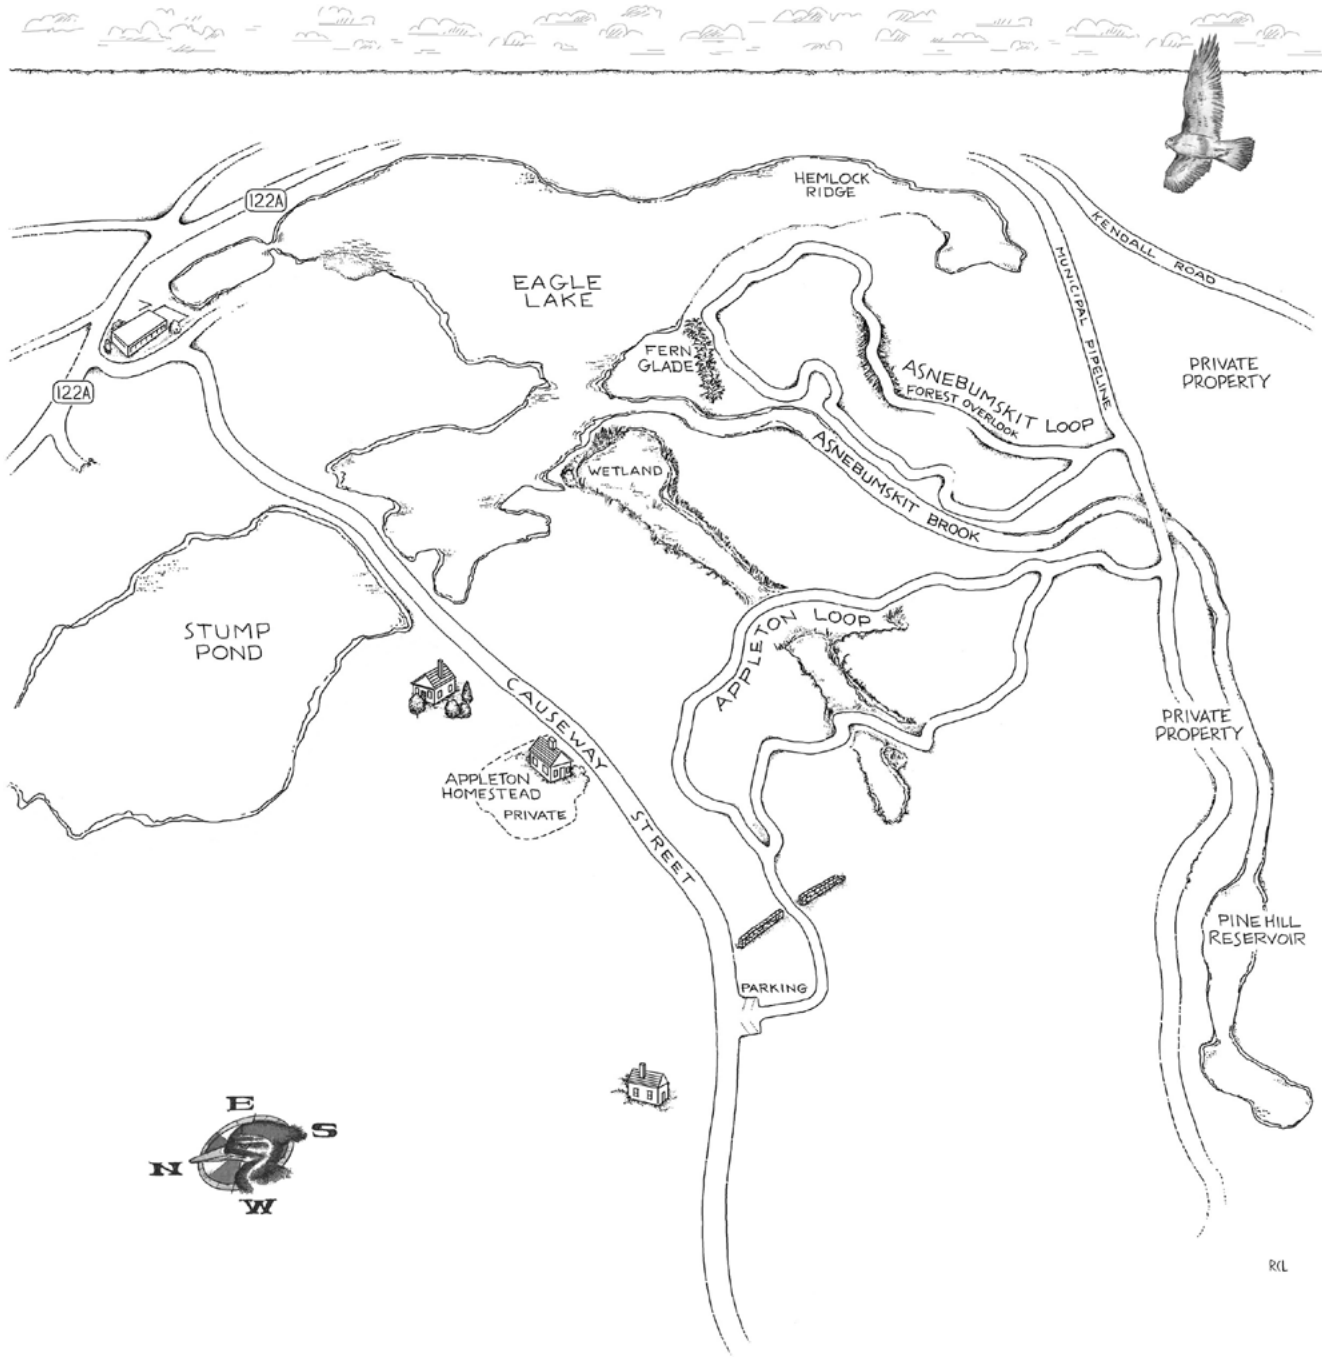 HEMLOCK
RIDGE
122A
KENDALL ROAD
MUNICIPAL PIPELINE
EAGLE
LAKE
FERN
GLADE
PRIVATE
PROPERTY
122A
ASNEBUMSKIT LOOP
FOREST OVERLOOK
ASNEBUMSKIT BROOK
WETLAND
STUMP
POND
APPLETON LOOP
CAUSEWAY STREET
PRIVATE
PROPERTY
APPLETON
HOMESTEAD
PRIVATE
PINE HILL
RESERVOIR
PARKING
E
S
N
W
RCL